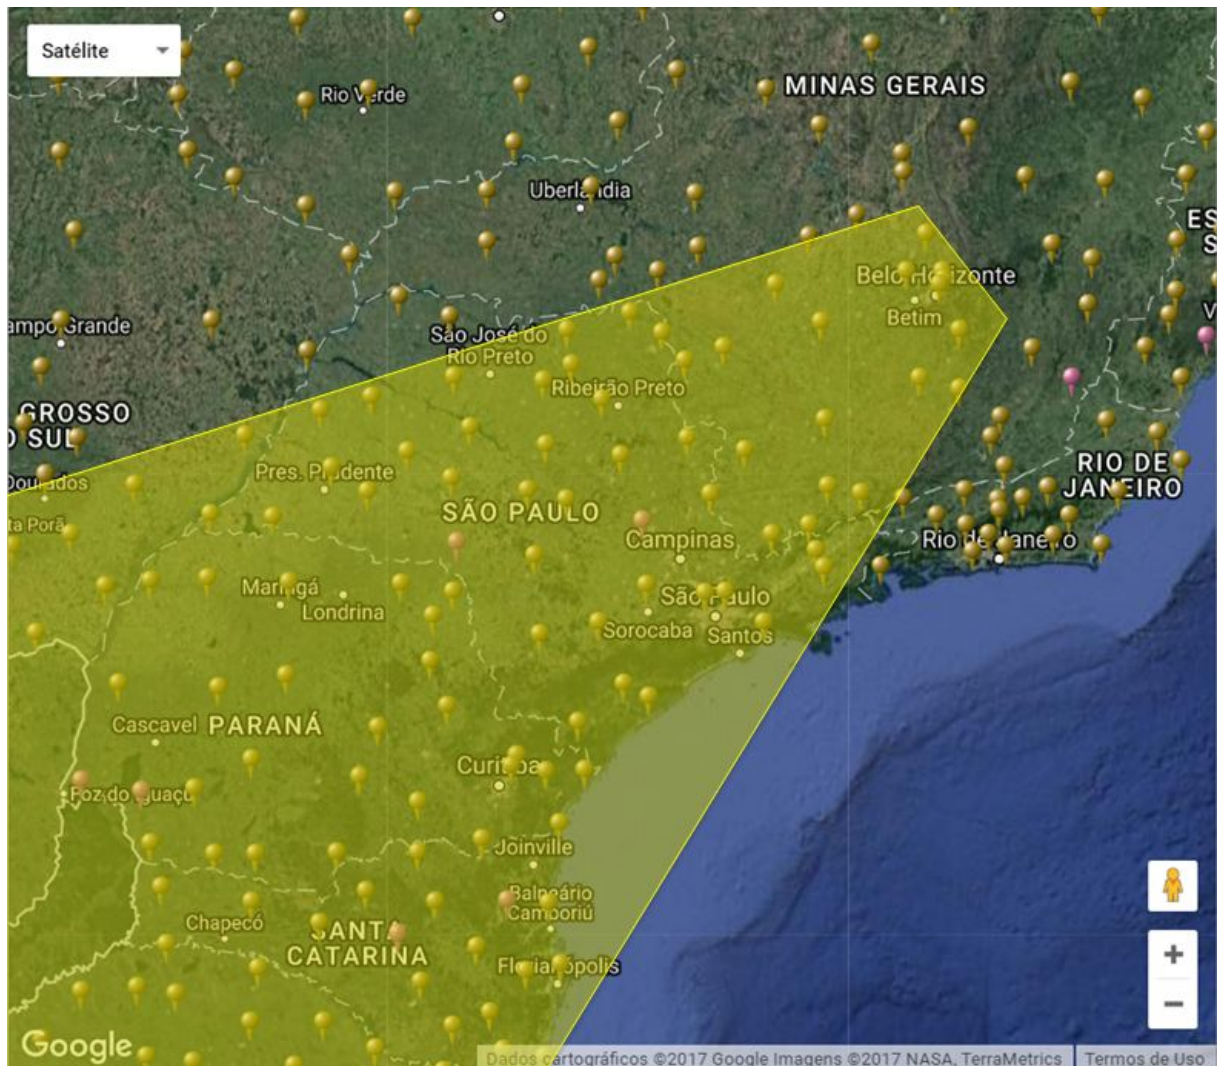 Satélite
Rio Verde
MINAS GERAIS
Uberlândia
ES
S
Belo Horizonte
Betim
ampo Grande
São José do
Rio Preto
V
Ribeirão Preto
GROSSO
O SUL
Pres. Prudente
RIO DE
JANEIRO
Dourados
ta Porã
SÃO PAULO
Campinas
Rio de Janeiro
Maringá
Londrina
São Paulo
Sorocaba
Santos
Cascavel
PARANÁ
Curitiba
Foz do Iguaçu
Joinville
Balneário
Camboriú
Chapecó
SANTA
CATARINA
Florianópolis
Google
Dados cartográficos ©2017 Google Imagens ©2017 NASA, TerraMetrics
Termos de Uso